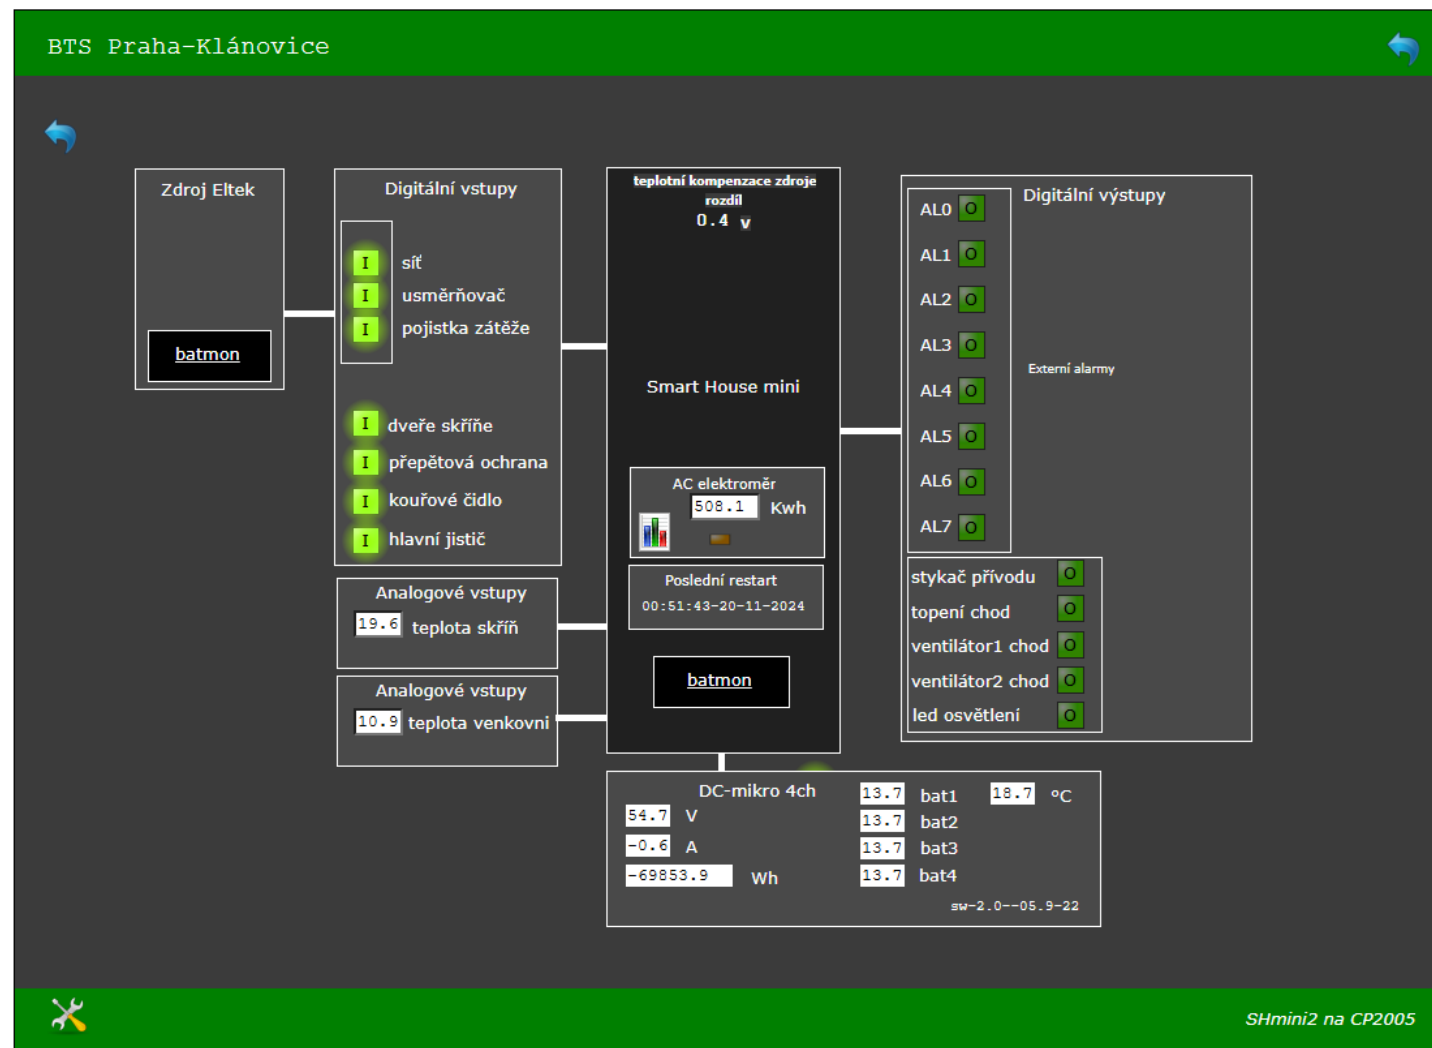 BTS Praha-Klánovice
Zdroj Eltek
batmon
Digitální vstupy
I síť
I usměrňovač
I pojistka zátěže
I dveře skříňe
I přepětová ochrana
I kouřové čidlo
I hlavní jistič
Analogové vstupy
19.6 teplota skříň
Analogové vstupy
10.9 teplota venkovni
teplotní kompenzace zdroje
rozdíl
0.4 v
Smart House mini
AC elektroměr
508.1 Kwh
Poslední restart
00:51:43-20-11-2024
batmon
Digitální výstupy
AL0 O
AL1 O
AL2 O
AL3 O
Externí alarmy
AL4 O
AL5 O
AL6 O
AL7 O
stykač přívodu O
topení chod O
ventilátor1 chod O
ventilátor2 chod O
led osvětlení O
DC-mikro 4ch
54.7 V
-0.6 A
-69853.9 Wh
13.7 bat1 18.7 °C
13.7 bat2
13.7 bat3
13.7 bat4
sw-2.0--05.9-22
SHmini2 na CP2005